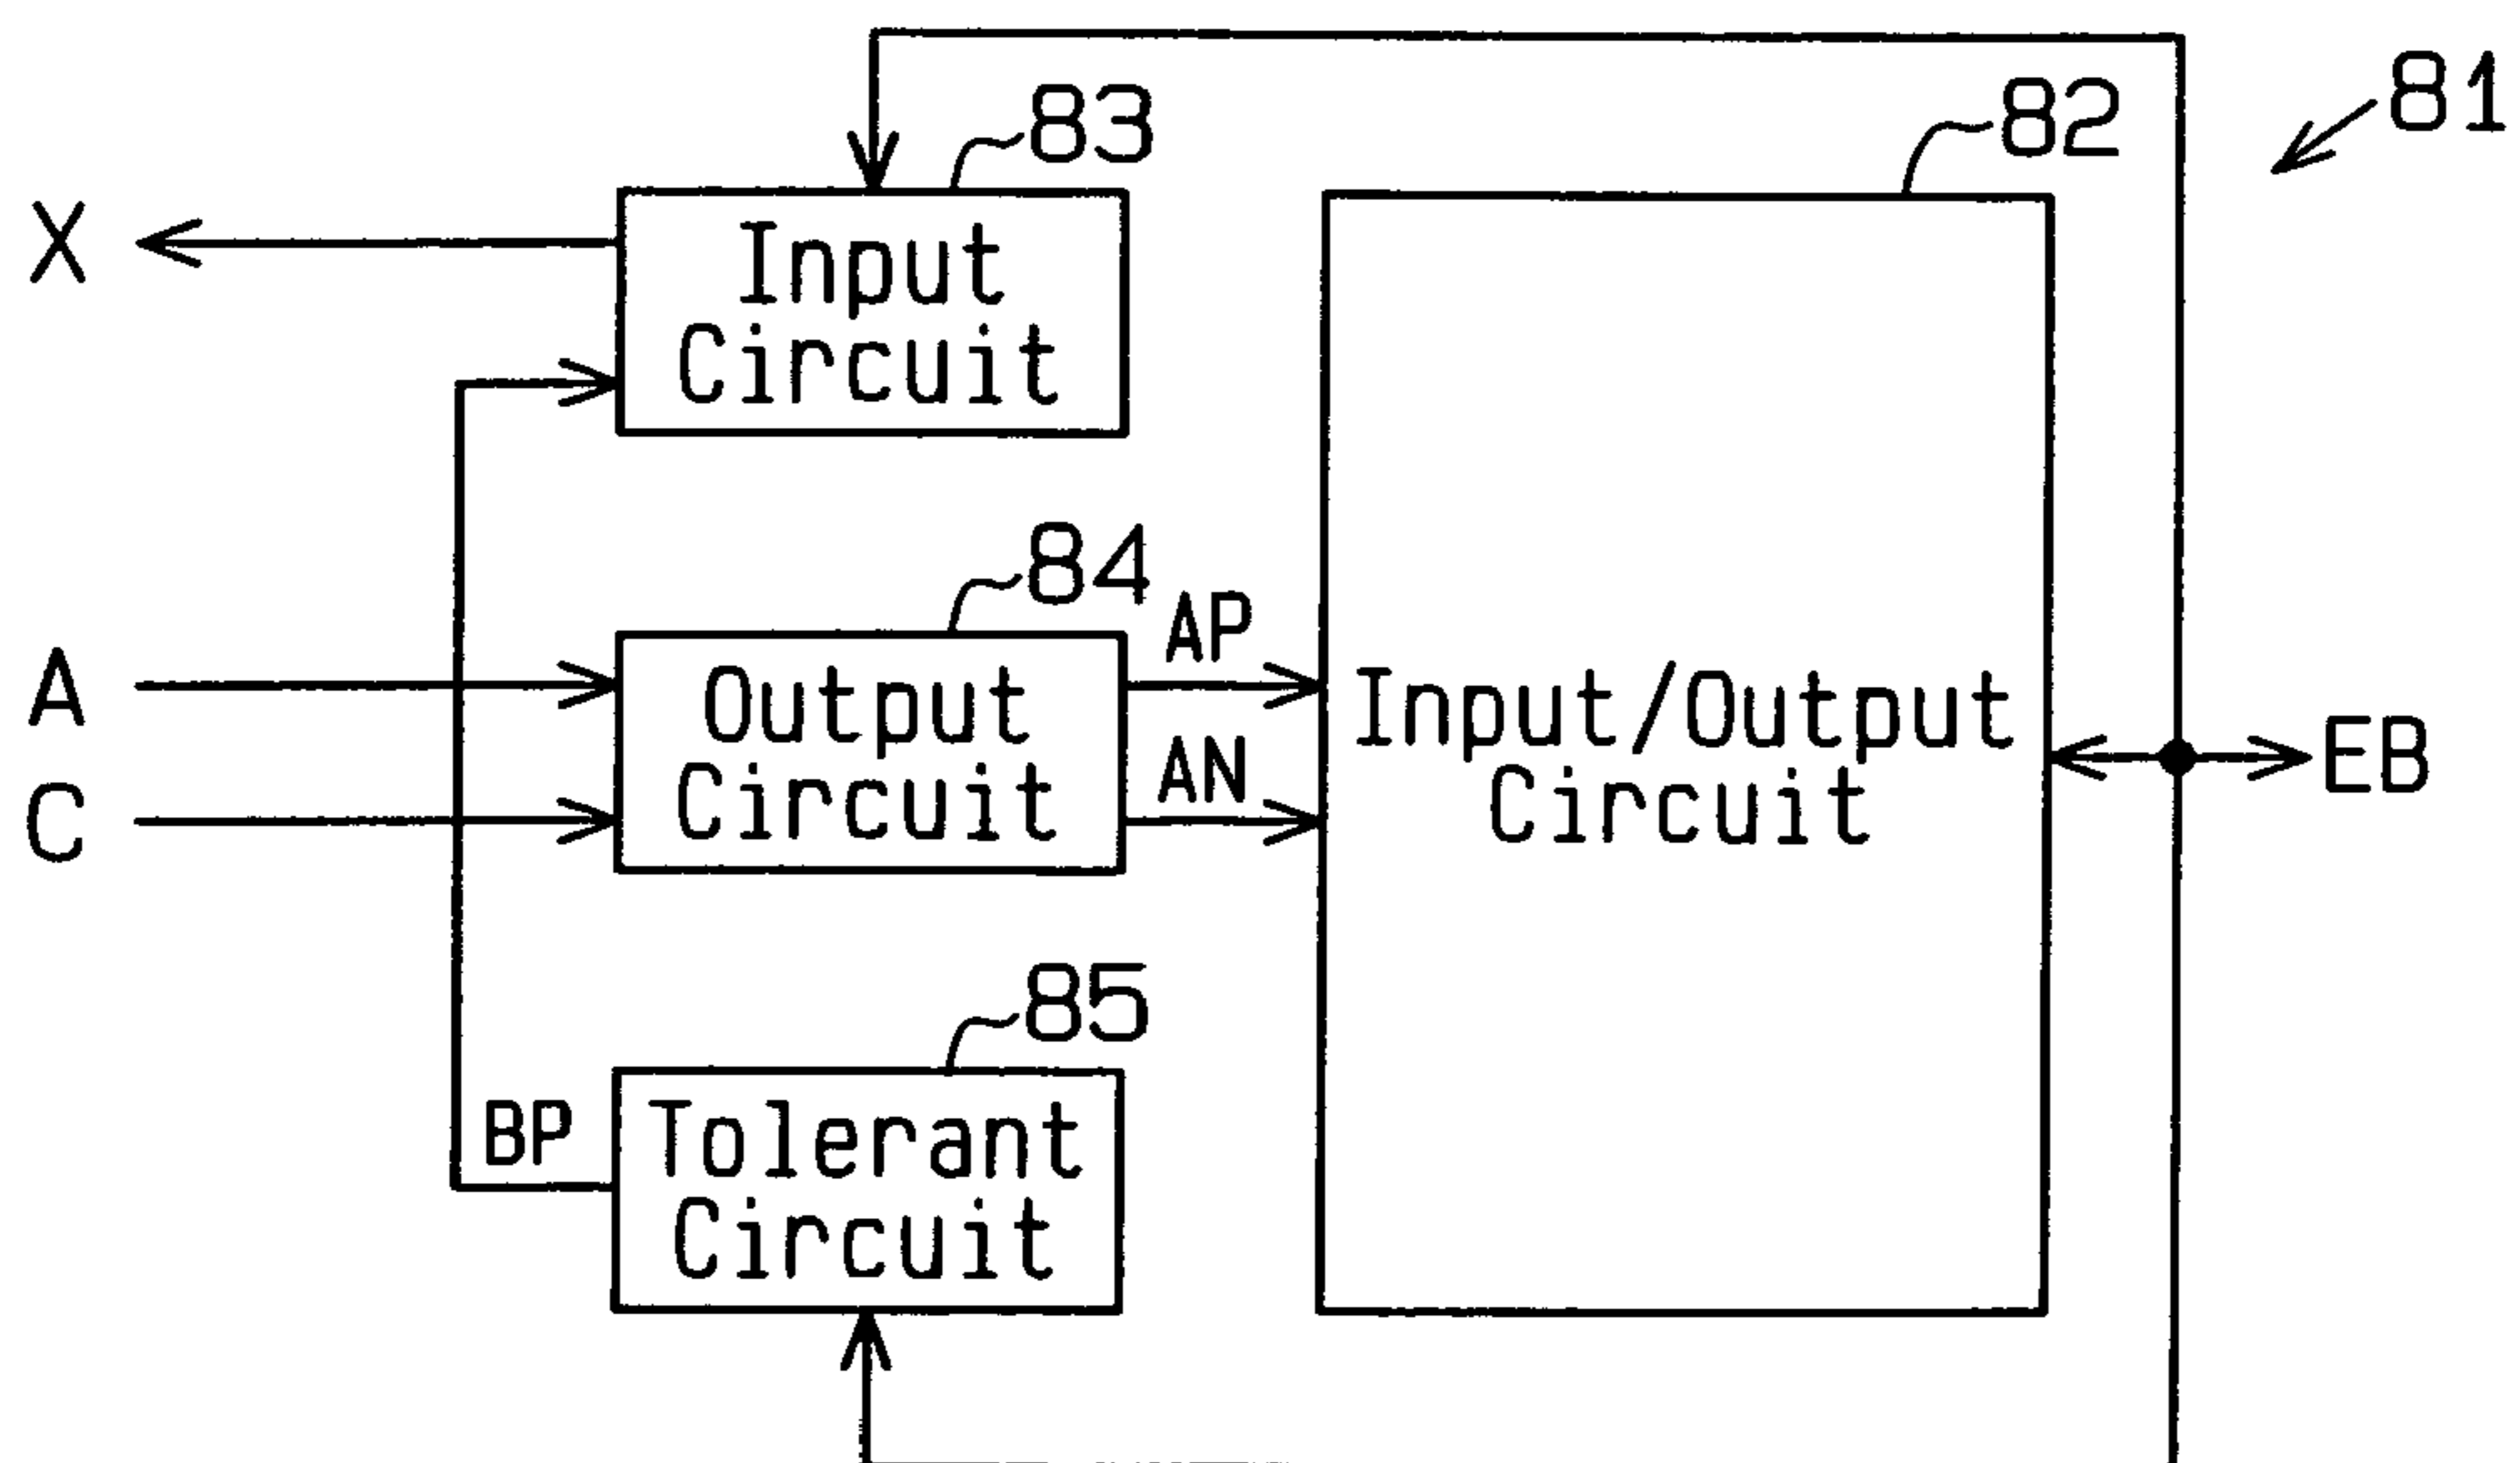 81
82
83
X
Input
Circuit
84
A
C
Output
Circuit
AP
AN
Input/Output
Circuit
EB
85
BP
Tolerant
Circuit